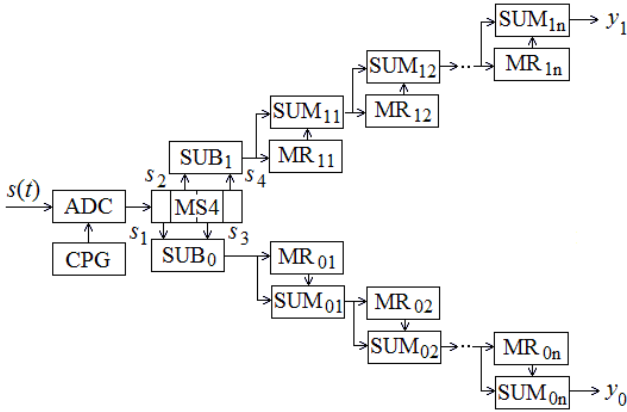 SUM1n
y1
SUM12
...
MR1n
SUM11
MR12
SUB1
MR11
s2
s4
s(t)
ADC
MS4
s1
s3
CPG
SUB0
MR01
SUM01
MR02
SUM02
...
MR0n
SUM0n
y0